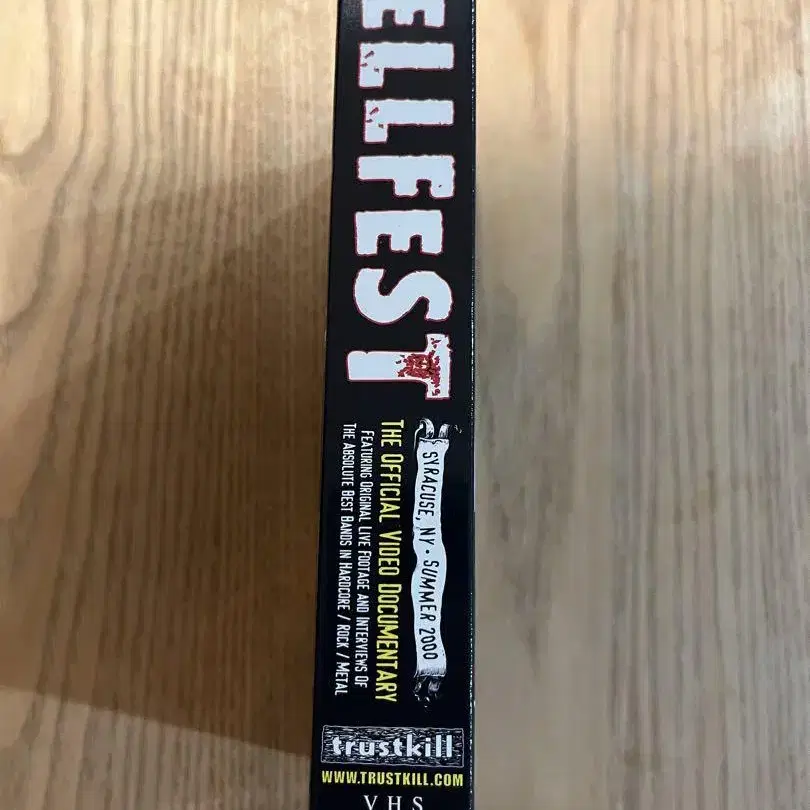 ELLFEST
SYRACUSE, NY • SUMMER 2000
THE OFFICIAL VIDEO DOCUMENTARY
FEATURING ORIGINAL LIVE FOOTAGE AND INTERVIEWS OF
THE ABSOLUTE BEST BANDS IN HARDCORE / ROCK / METAL
trustkill
WWW.TRUSTKILL.COM
VHS